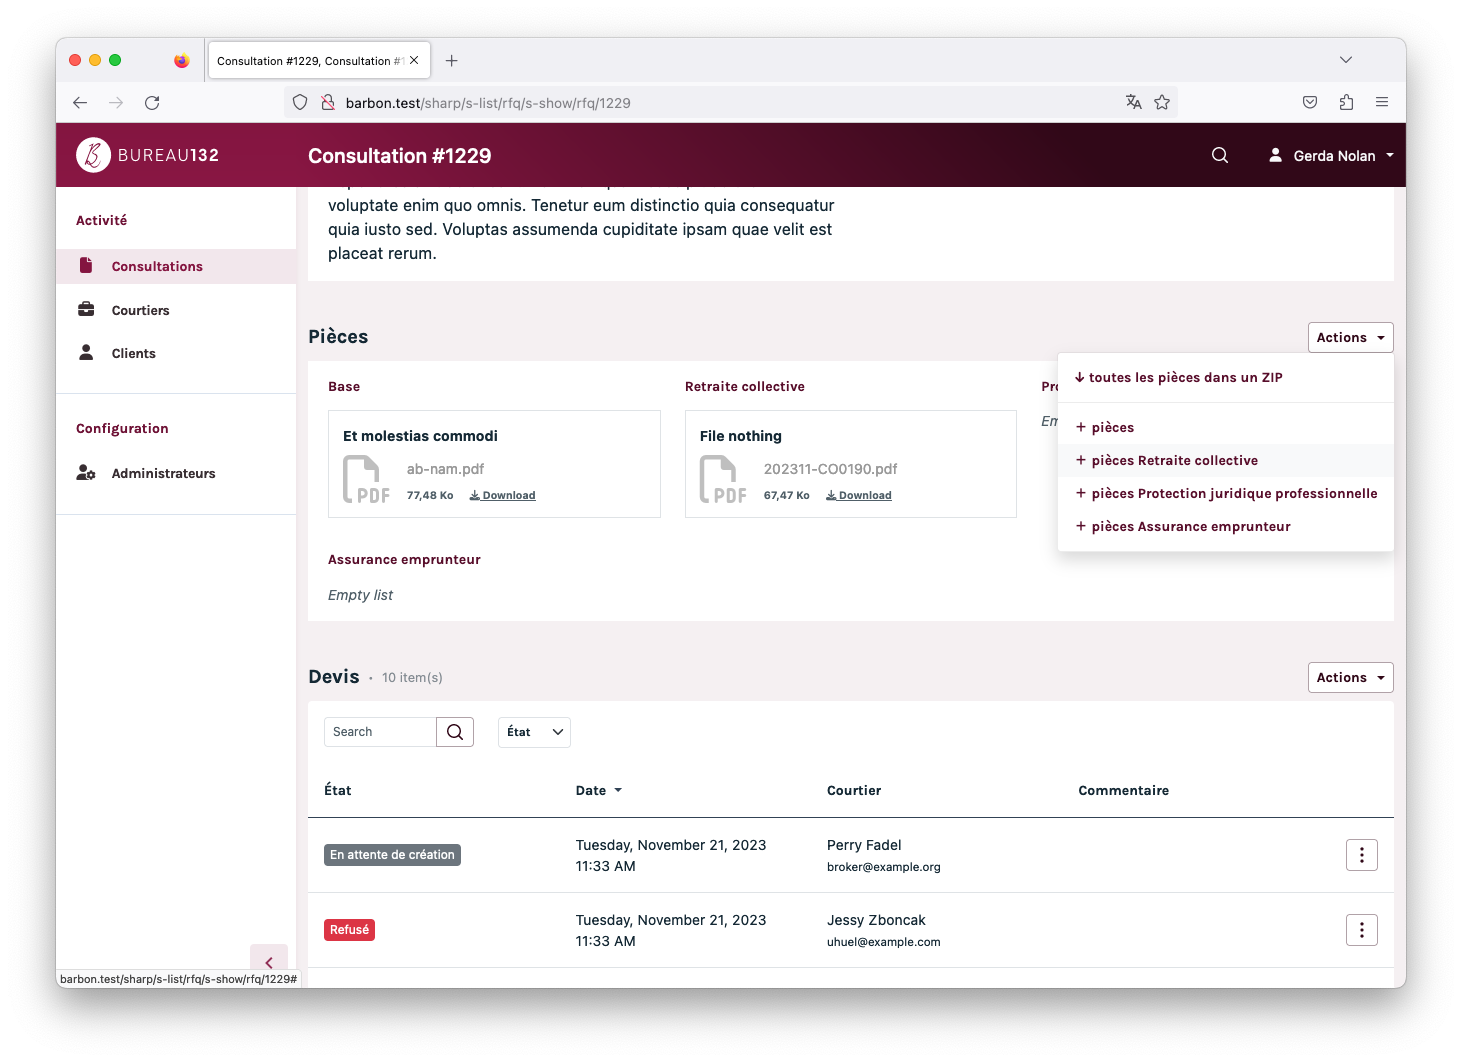 Consultation #1229, Consultation #1
barbon.test/sharp/s-list/rfq/s-show/rfq/1229
BUREAU132
Consultation #1229
Gerda Nolan
Activité
Consultations
Courtiers
Clients
Configuration
Administrateurs
voluptate enim quo omnis. Tenetur eum distinctio quia consequatur
quia iusto sed. Voluptas assumenda cupiditate ipsam quae velit est
placeat rerum.
Pièces
Actions
toutes les pièces dans un ZIP
+ pièces
+ pièces Retraite collective
+ pièces Protection juridique professionnelle
+ pièces Assurance emprunteur
Base
Et molestias commodi
PDF
ab-nam.pdf
77,48 Ko Download
Retraite collective
File nothing
PDF
202311-CO0190.pdf
67,47 Ko Download
Assurance emprunteur
Empty list
Devis · 10 item(s)
Actions
Search
État
État Date Courtier Commentaire
En attente de création
Tuesday, November 21, 2023
11:33 AM
Perry Fadel
broker@example.org
Refusé
Tuesday, November 21, 2023
11:33 AM
Jessy Zboncak
uhuel@example.com
barbon.test/sharp/s-list/rfq/s-show/rfq/1229#